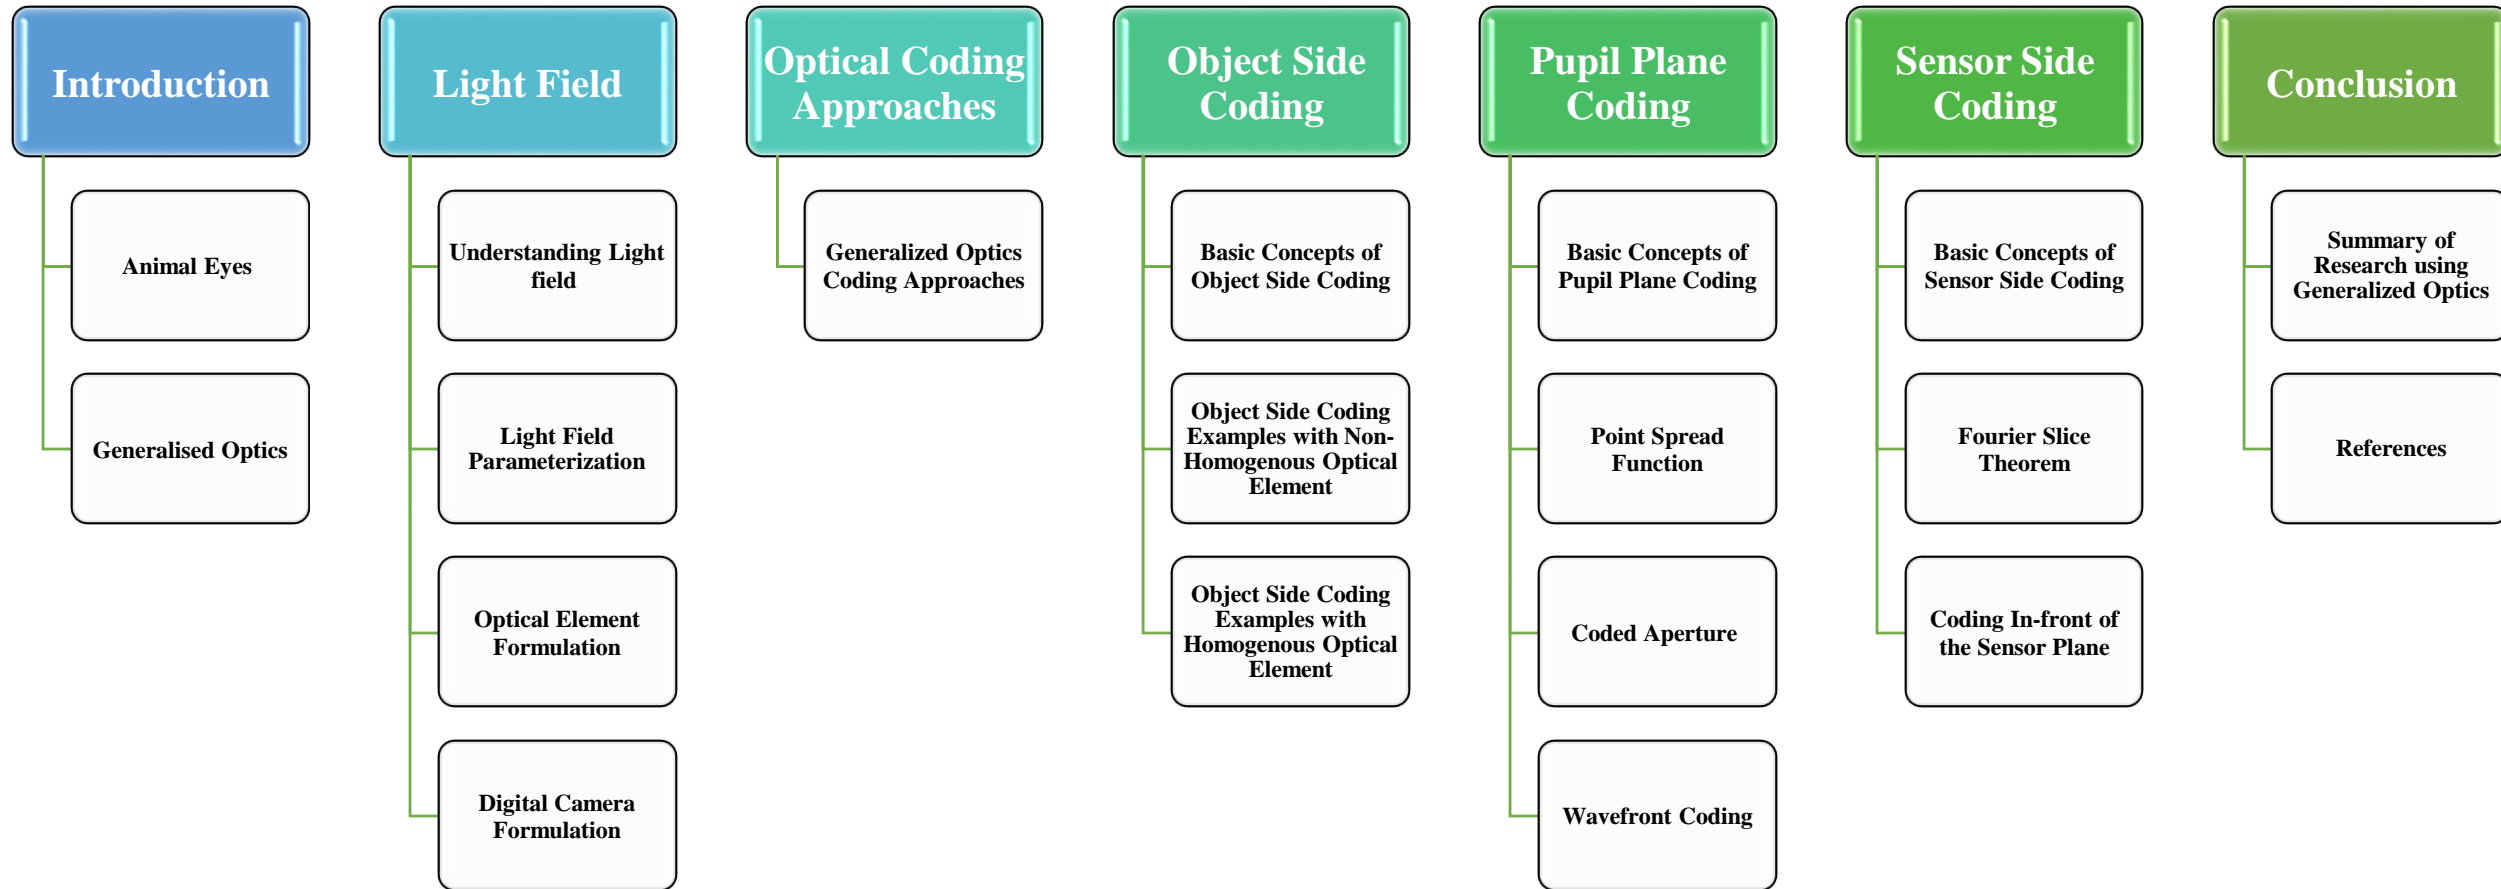 Introduction
Animal Eyes
Generalised Optics
Light Field
Understanding Light
field
Light Field
Parameterization
Optical Element
Formulation
Digital Camera
Formulation
Optical Coding
Approaches
Generalized Optics
Coding Approaches
Object Side
Coding
Basic Concepts of
Object Side Coding
Object Side Coding
Examples with Non-
Homogenous Optical
Element
Object Side Coding
Examples with
Homogenous Optical
Element
Pupil Plane
Coding
Basic Concepts of
Pupil Plane Coding
Point Spread
Function
Coded Aperture
Wavefront Coding
Sensor Side
Coding
Basic Concepts of
Sensor Side Coding
Fourier Slice
Theorem
Coding In-front of
the Sensor Plane
Conclusion
Summary of
Research using
Generalized Optics
References